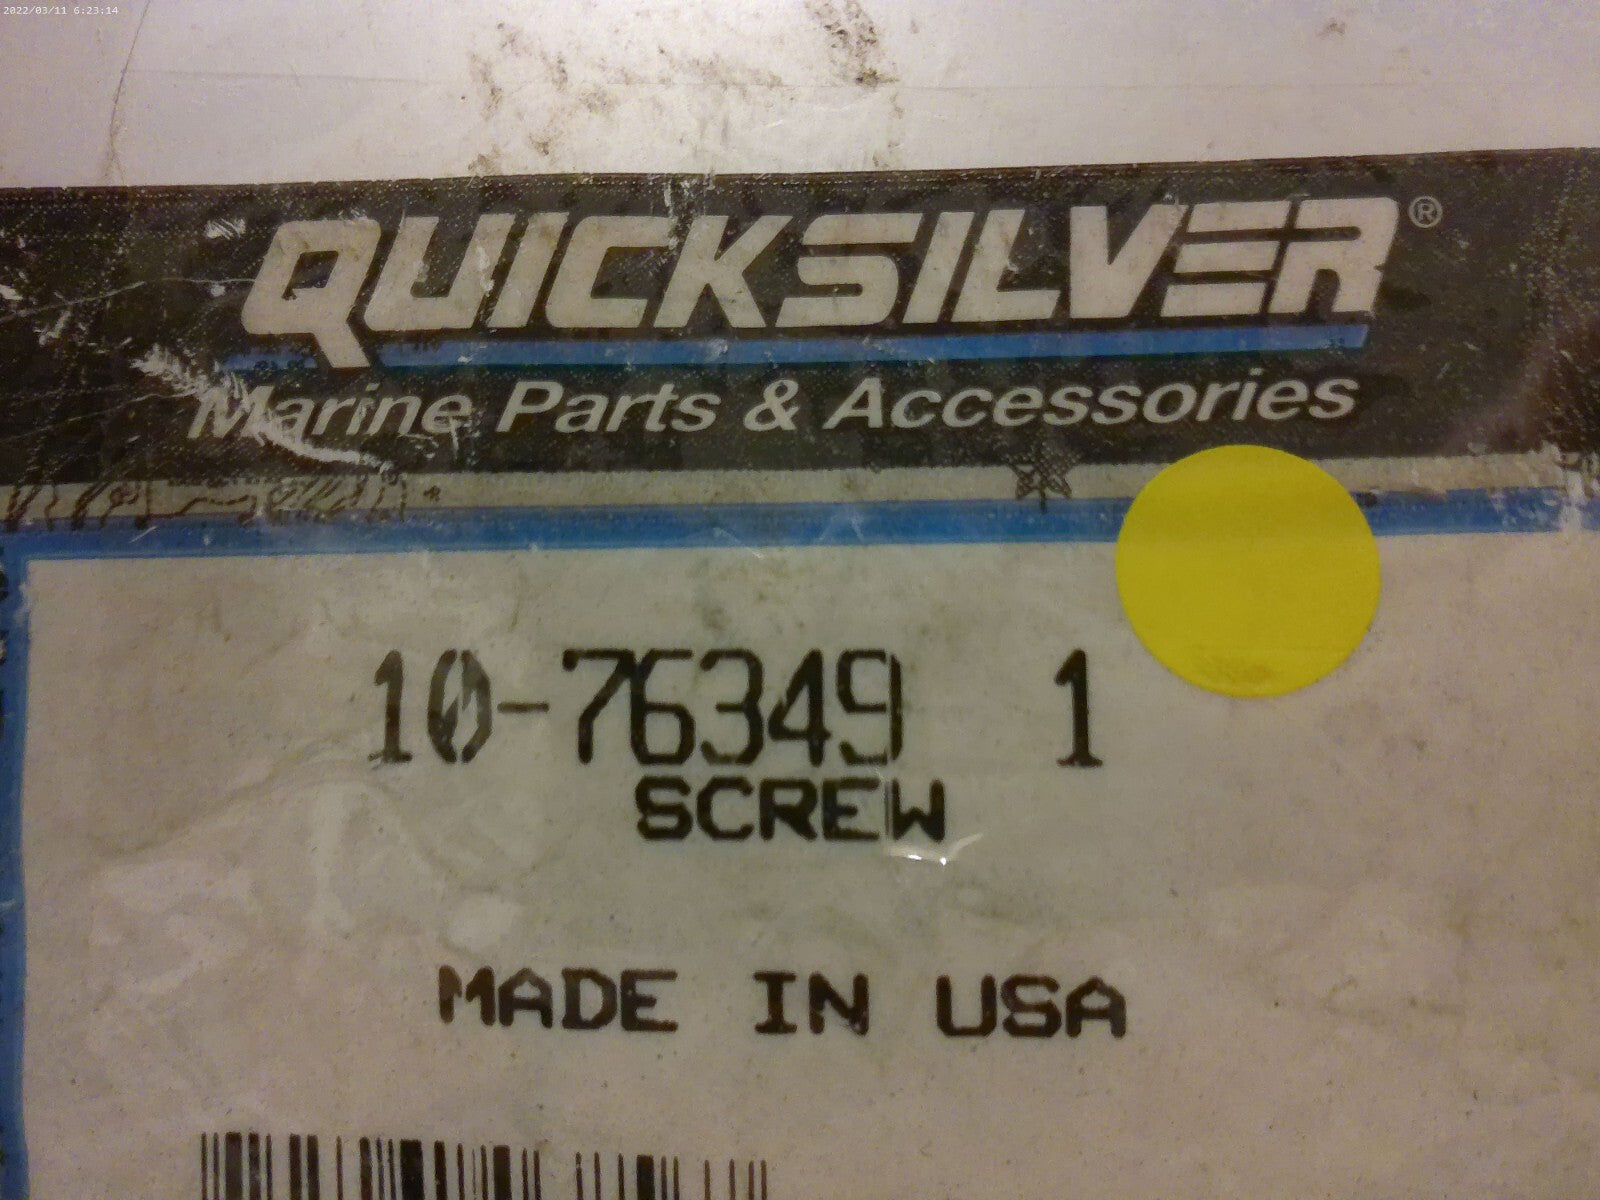 2022/03/11 6:23:14
QUICKSILVER®
Marine Parts & Accessories
10-76349 1
SCREW
MADE IN USA